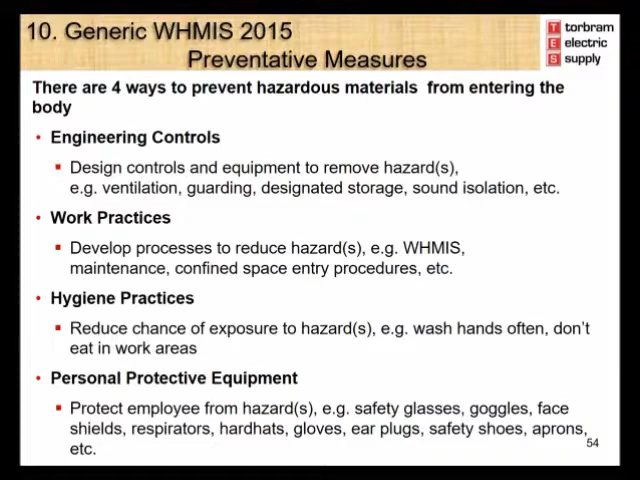 10. Generic WHMIS 2015
Preventative Measures
T torbram
E electric
S supply
There are 4 ways to prevent hazardous materials from entering the
body
• Engineering Controls
▪ Design controls and equipment to remove hazard(s),
e.g. ventilation, guarding, designated storage, sound isolation, etc.
• Work Practices
▪ Develop processes to reduce hazard(s), e.g. WHMIS,
maintenance, confined space entry procedures, etc.
• Hygiene Practices
▪ Reduce chance of exposure to hazard(s), e.g. wash hands often, don't
eat in work areas
• Personal Protective Equipment
▪ Protect employee from hazard(s), e.g. safety glasses, goggles, face
shields, respirators, hardhats, gloves, ear plugs, safety shoes, aprons,
etc.
54